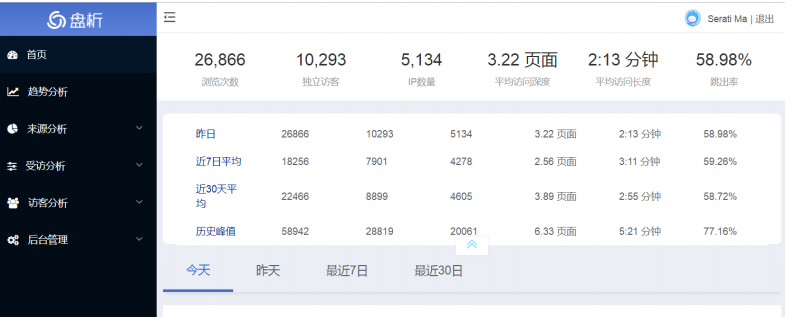 盘析
Serati Ma | 退出
首页
趋势分析
来源分析
受访分析
访客分析
后台管理
26,866 10,293 5,134 3.22 页面 2:13 分钟 58.98%
浏览次数 独立访客 IP数量 平均访问深度 平均访问长度 跳出率
昨日 26866 10293 5134 3.22 页面 2:13 分钟 58.98%
近7日平均 18256 7901 4278 2.56 页面 3:11 分钟 59.26%
近30天平
均 22466 8899 4605 3.89 页面 2:55 分钟 58.72%
历史峰值 58942 28819 20061 6.33 页面 5:21 分钟 77.16%
今天 昨天 最近7日 最近30日